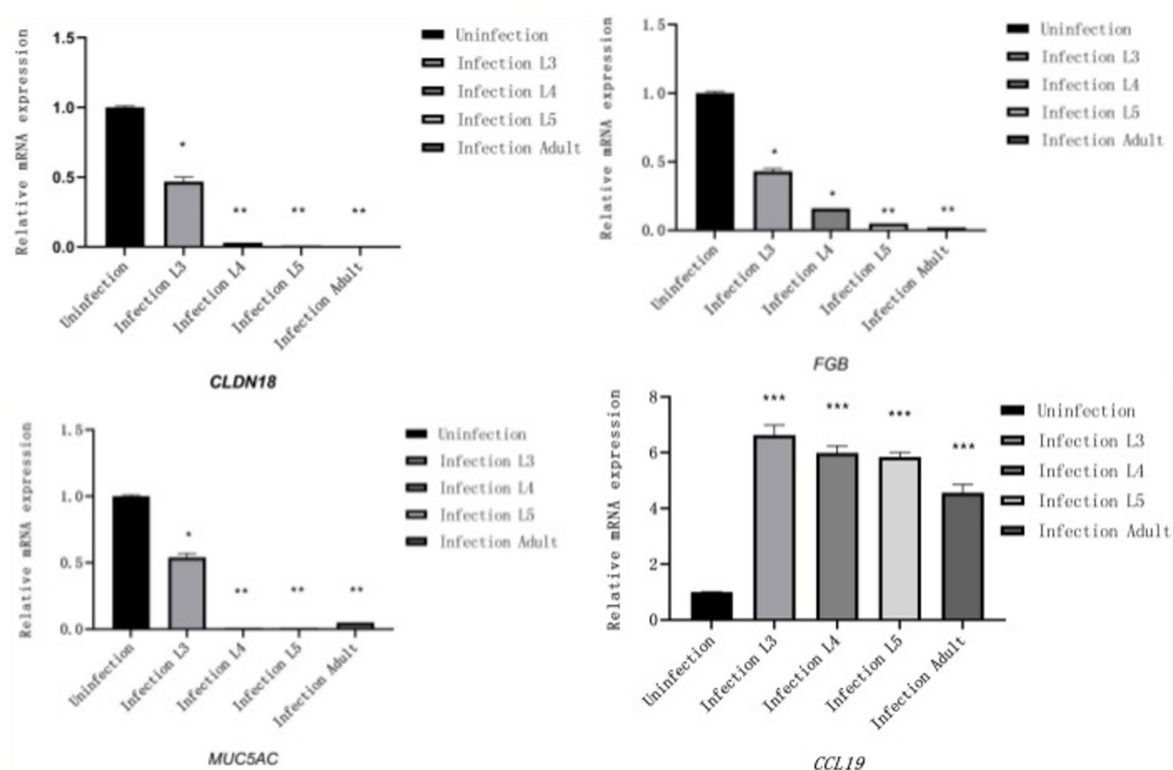 Relative mRNA expression
1.5
1.0
0.5
0.0
* ** ** **
Uninfection
Infection L3
Infection L4
Infection L5
Infection Adult
Uninfection
Infection L3
Infection L4
Infection L5
Infection Adult
CLDN18
Relative mRNA expression
1.5
1.0
0.5
0.0
* * ** **
Uninfection
Infection L3
Infection L4
Infection L5
Infection Adult
Uninfection
Infection L3
Infection L4
Infection L5
Infection Adult
FGB
Relative mRNA expression
1.5
1.0
0.5
0.0
* ** ** **
Uninfection
Infection L3
Infection L4
Infection L5
Infection Adult
Uninfection
Infection L3
Infection L4
Infection L5
Infection Adult
MUC5AC
Relative mRNA expression
8
6
4
2
0
*** *** *** ***
Uninfection
Infection L3
Infection L4
Infection L5
Infection Adult
Uninfection
Infection L3
Infection L4
Infection L5
Infection Adult
CCL19